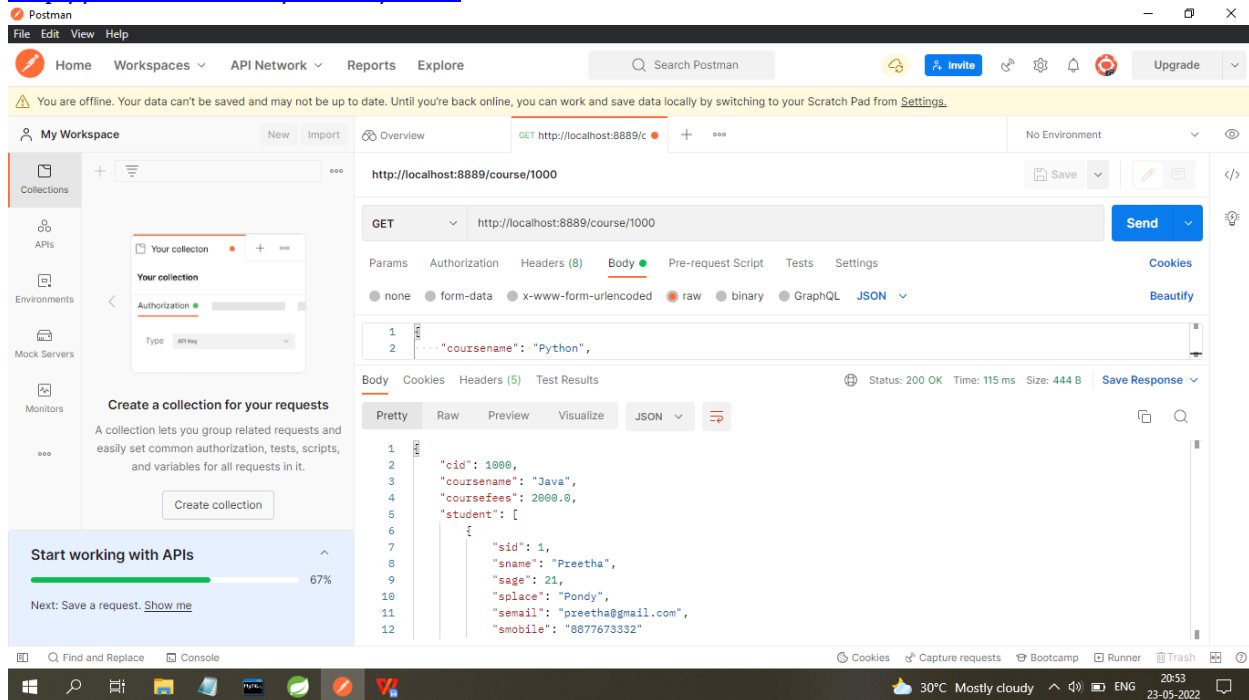 Postman
File Edit View Help
Home Workspaces API Network Reports Explore Search Postman Invite Upgrade
You are offline. Your data can't be saved and may not be up to date. Until you're back online, you can work and save data locally by switching to your Scratch Pad from Settings.
My Workspace New Import Overview GET http://localhost:8889/c No Environment
Collections
http://localhost:8889/course/1000 Save
APIs
GET http://localhost:8889/course/1000 Send
Your collecton
Your collection
Params Authorization Headers (8) Body Pre-request Script Tests Settings Cookies
Environments
Authorization
none form-data x-www-form-urlencoded raw binary GraphQL JSON Beautify
Mock Servers
Type API Key
1 {
2 "coursename": "Python",
Monitors
Body Cookies Headers (5) Test Results Status: 200 OK Time: 115 ms Size: 444 B Save Response
Create a collection for your requests
A collection lets you group related requests and
easily set common authorization, tests, scripts,
and variables for all requests in it.
Create collection
Pretty Raw Preview Visualize JSON
1 {
2 "cid": 1000,
3 "coursename": "Java",
4 "coursefees": 2000.0,
5 "student": [
6 {
7 "sid": 1,
8 "sname": "Preetha",
9 "sage": 21,
10 "splace": "Pondy",
11 "semail": "preetha@gmail.com",
12 "smobile": "8877673332"
Start working with APIs
67%
Next: Save a request. Show me
Find and Replace Console Cookies Capture requests Bootcamp Runner Trash
30°C Mostly cloudy ENG 20:53
23-05-2022